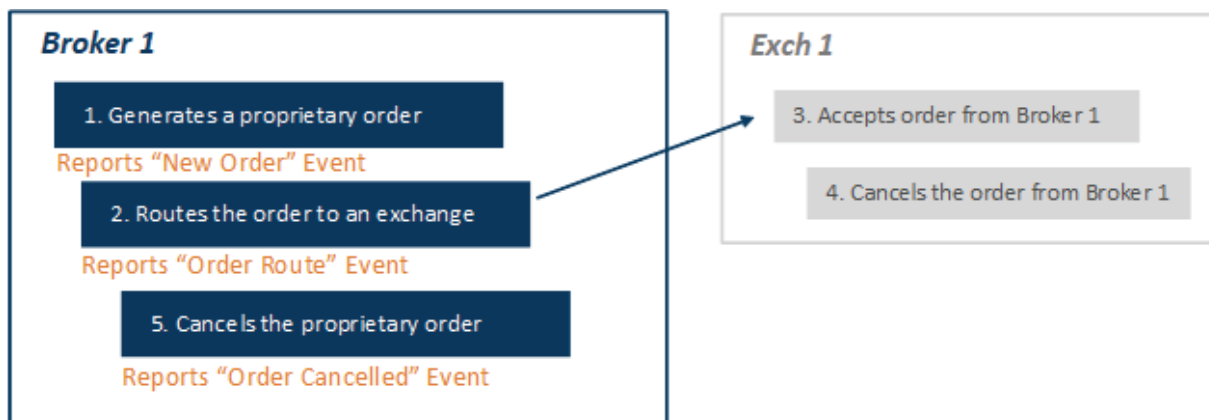 Broker 1
1. Generates a proprietary order
Reports “New Order” Event
2. Routes the order to an exchange
Reports “Order Route” Event
5. Cancels the proprietary order
Reports “Order Cancelled” Event
Exch 1
3. Accepts order from Broker 1
4. Cancels the order from Broker 1